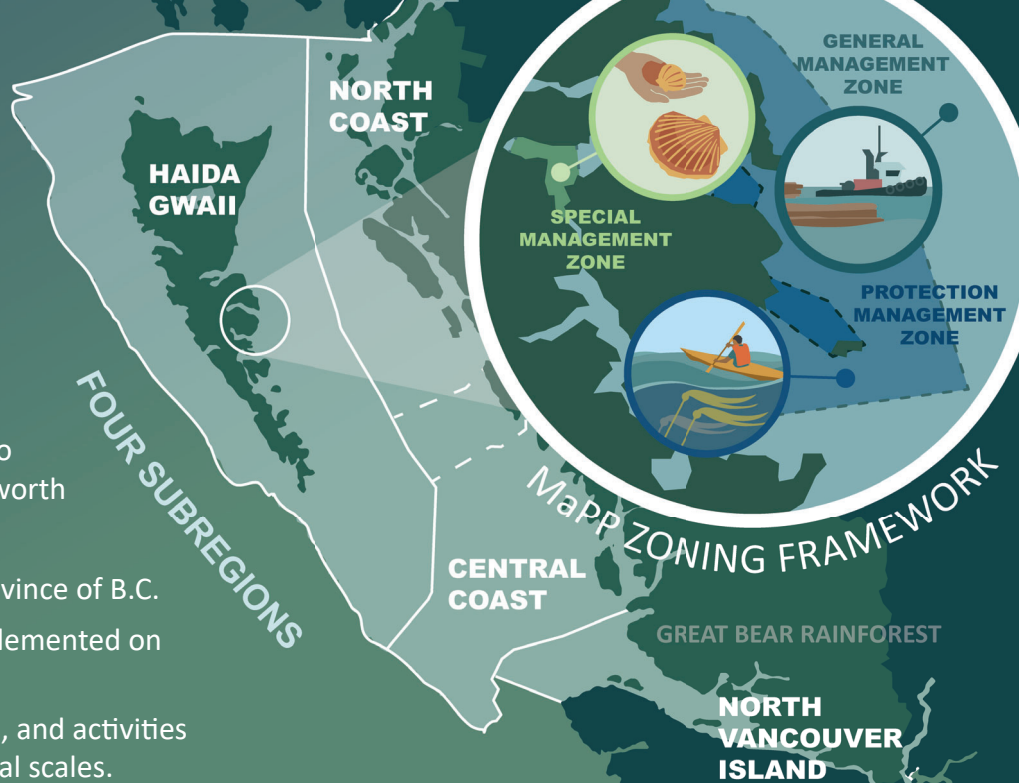 NORTH
COAST
HAIDA
GWAII
GENERAL
MANAGEMENT
ZONE
SPECIAL
MANAGEMENT
ZONE
PROTECTION
MANAGEMENT
ZONE
FOUR SUBREGIONS
MaPP ZONING FRAMEWORK
CENTRAL
COAST
GREAT BEAR RAINFOREST
NORTH
VANCOUVER
ISLAND
o
worth
vince of B.C.
lemented on
, and activities
al scales.